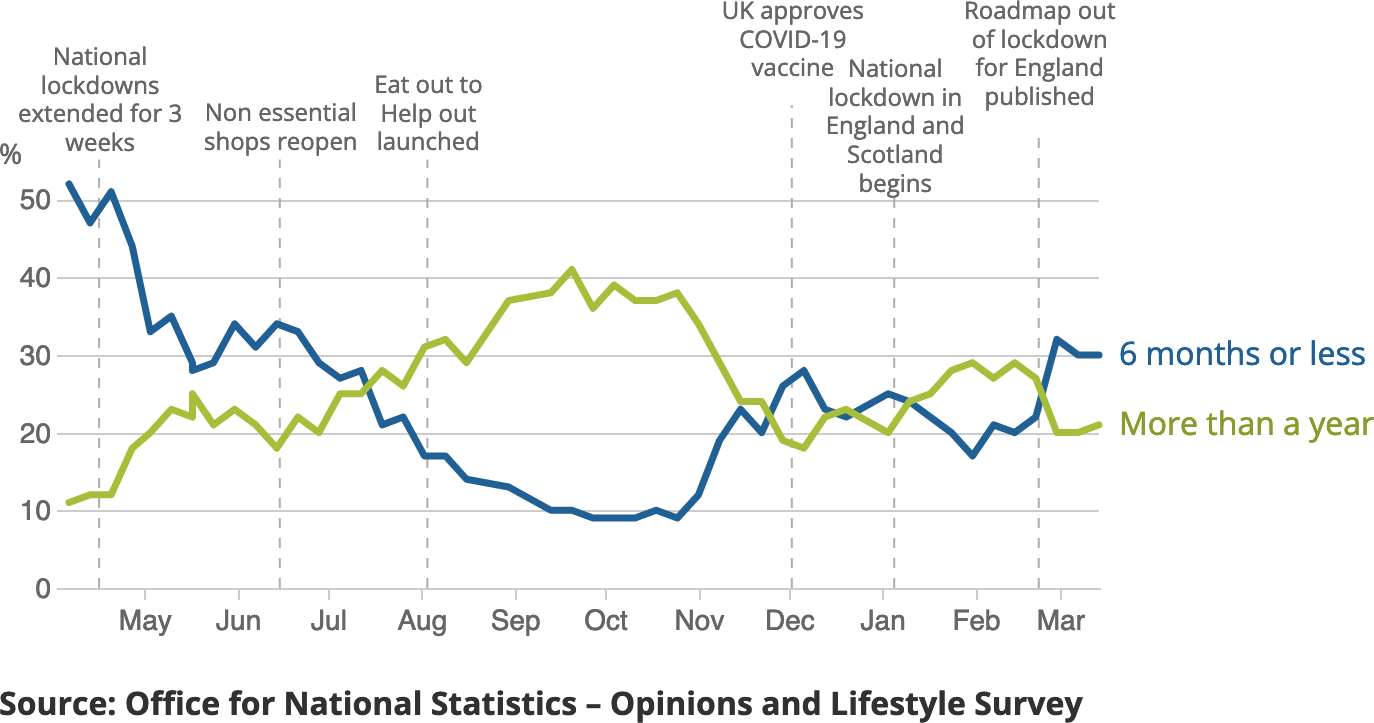 National
lockdowns
extended for 3
weeks
Non essential
shops reopen
Eat out to
Help out
launched
UK approves
COVID-19
vaccine
National
lockdown in
England and
Scotland
begins
Roadmap out
of lockdown
for England
published
%
50
40
30
20
10
0
6 months or less
More than a year
May Jun Jul Aug Sep Oct Nov Dec Jan Feb Mar
Source: Office for National Statistics – Opinions and Lifestyle Survey